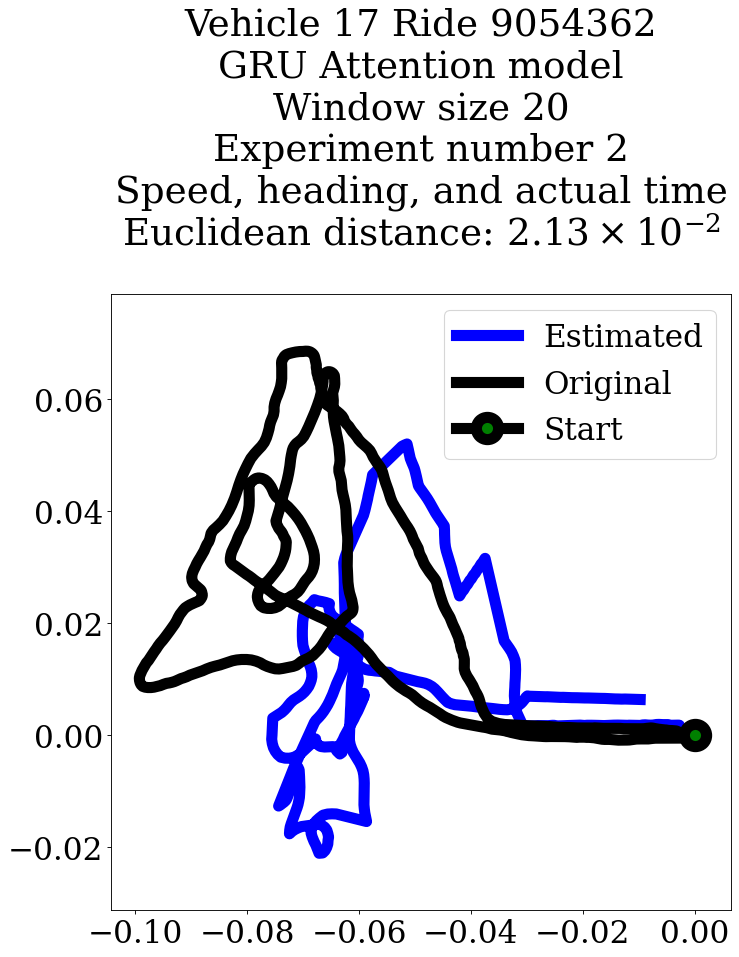 Vehicle 17 Ride 9054362
GRU Attention model
Window size 20
Experiment number 2
Speed, heading, and actual time
Euclidean distance: 2.13 × 10⁻²
Estimated
Original
Start
0.06
0.04
0.02
0.00
−0.02
−0.10 −0.08 −0.06 −0.04 −0.02 0.00